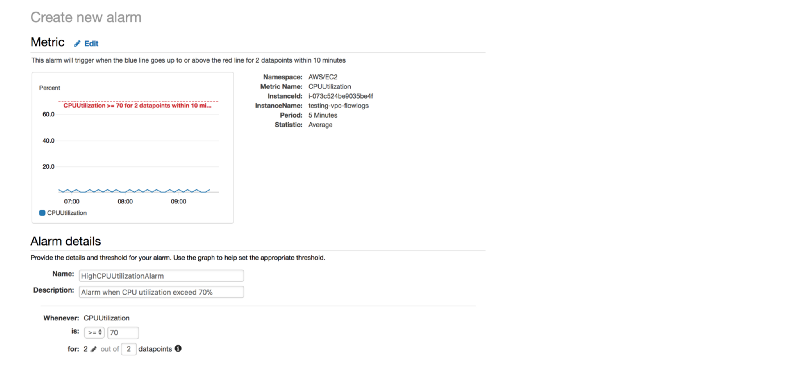 Create new alarm
Metric Edit
This alarm will trigger when the blue line goes up to or above the red line for 2 datapoints within 10 minutes
Percent
CPUUtilization >= 70 for 2 datapoints within 10 mi...
60.0
40.0
20.0
07:00 08:00 09:00
CPUUtilization
Namespace: AWS/EC2
Metric Name: CPUUtilization
InstanceId: i-073c524be9035be4f
InstanceName: testing-vpc-flowlogs
Period: 5 Minutes
Statistic: Average
Alarm details
Provide the details and threshold for your alarm. Use the graph to help set the appropriate threshold.
Name: HighCPUUtilizationAlarm
Description: Alarm when CPU utilization exceed 70%
Whenever: CPUUtilization
is: >= 70
for: 2 out of 2 datapoints